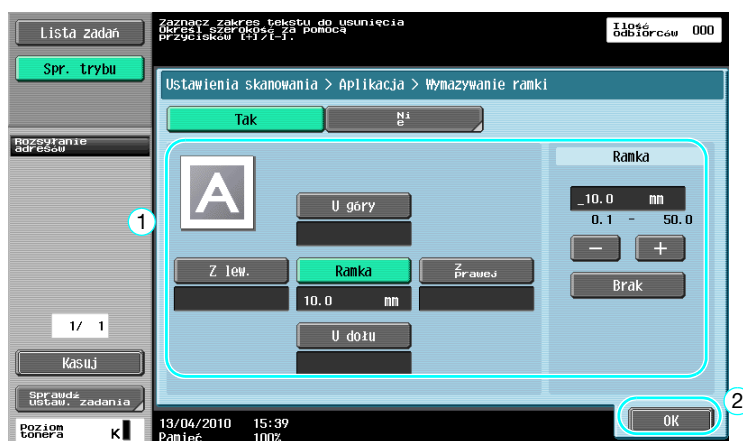 Lista zadań
Zaznacz zakres tekstu do usunięcia
Określ szerokość za pomocą
przycisków [+]/[-].
Ilość
odbiorców
000
Spr. trybu
Ustawienia skanowania > Aplikacja > Wymazywanie ramki
Tak
Ni
e
Rozsyłanie
adresów
Ramka
A
U góry
_10.0 mm
0.1 - 50.0
1
− +
Z lew.
Ramka
Z
prawej
Brak
10.0 mm
U dołu
1/ 1
Kasuj
Sprawdź
ustaw. zadania
2
OK
Poziom
tonera
K
13/04/2010 15:39
Pamięć 100%